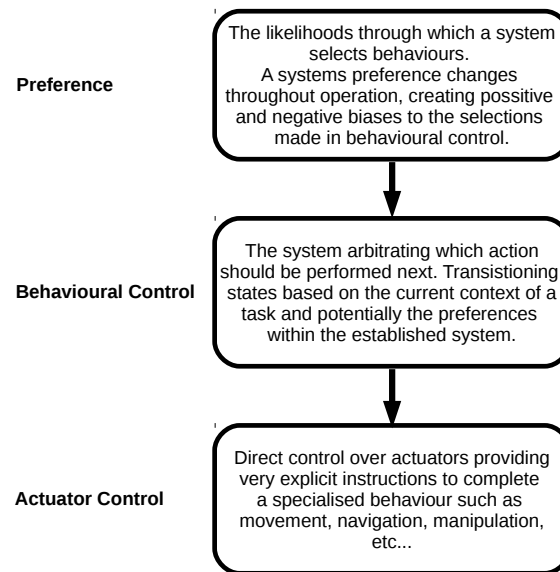 The likelihoods through which a system
selects behaviours.
A systems preference changes
throughout operation, creating possitive
and negative biases to the selections
made in behavioural control.
Preference
The system arbitrating which action
should be performed next. Transistioning
states based on the current context of a
task and potentially the preferences
within the established system.
Behavioural Control
Direct control over actuators providing
very explicit instructions to complete
a specialised behaviour such as
movement, navigation, manipulation,
etc...
Actuator Control